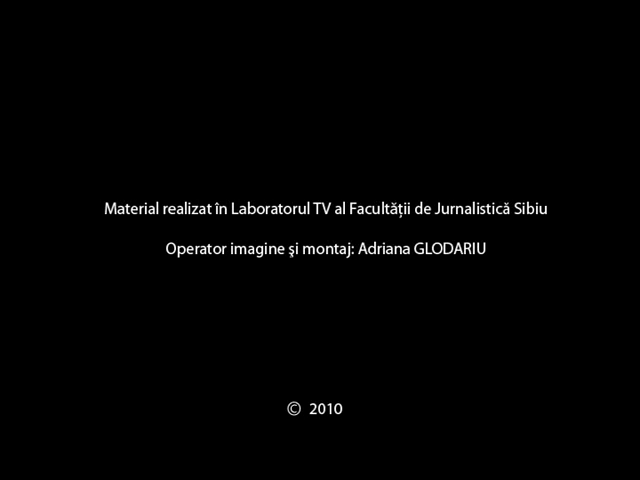 Material realizat în Laboratorul TV al Facultății de Jurnalistică Sibiu
Operator imagine şi montaj: Adriana GLODARIU
© 2010